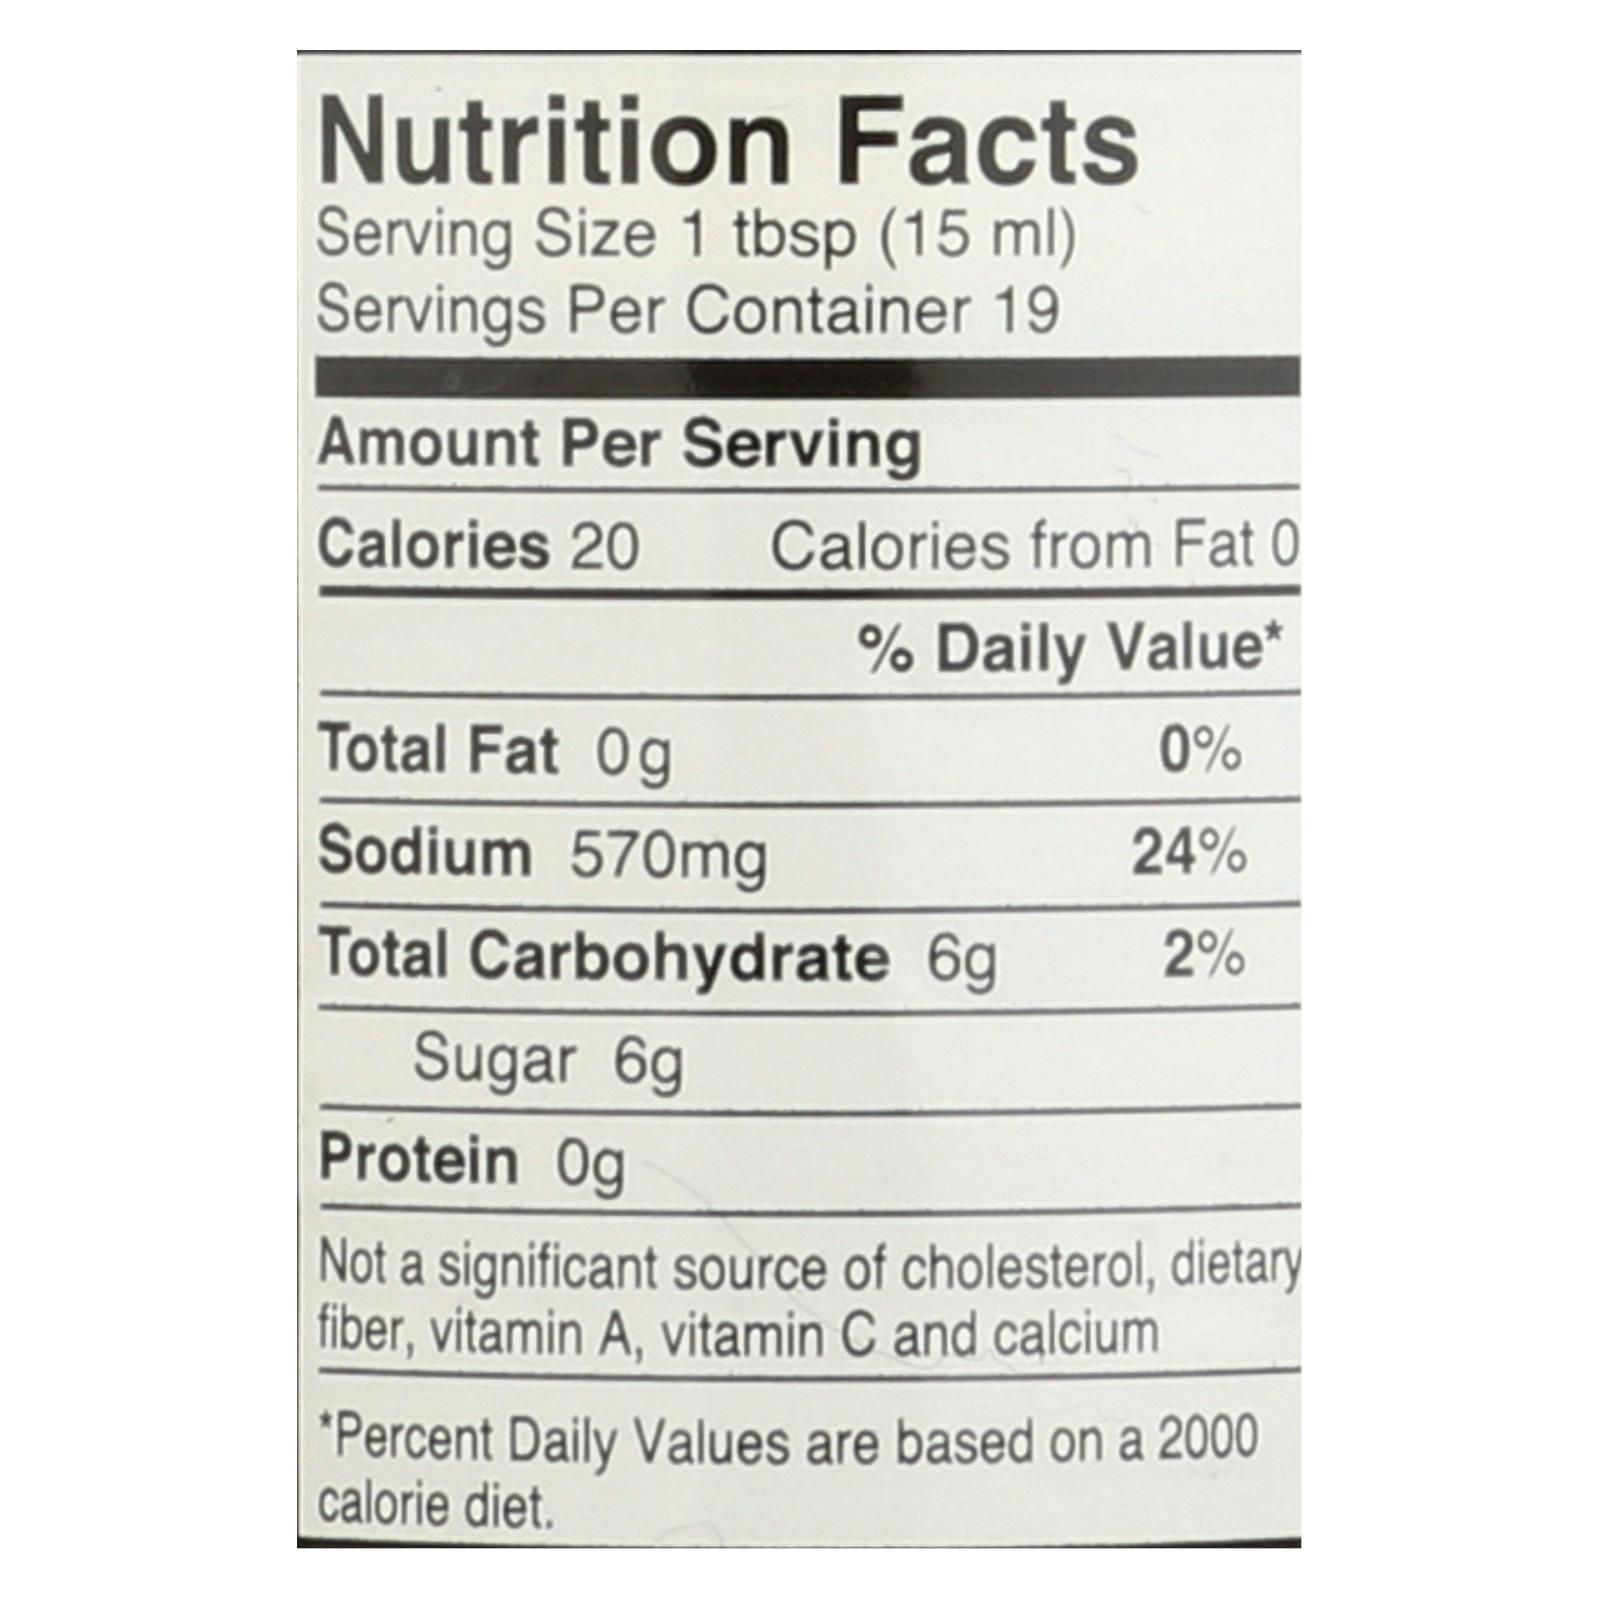 Nutrition Facts
Serving Size 1 tbsp (15 ml)
Servings Per Container 19
Amount Per Serving
Calories 20 Calories from Fat 0
% Daily Value*
Total Fat 0g 0%
Sodium 570mg 24%
Total Carbohydrate 6g 2%
Sugar 6g
Protein 0g
Not a significant source of cholesterol, dietary
fiber, vitamin A, vitamin C and calcium
*Percent Daily Values are based on a 2000
calorie diet.